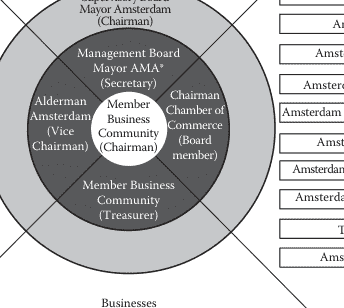 Mayor Amsterdam
(Chairman)
Management Board
Mayor AMA*
(Secretary)
Alderman
Amsterdam
(Vice
Chairman)
Member
Business
Community
(Chairman)
Chairman
Chamber of
Commerce
(Board
member)
Member Business
Community
(Treasurer)
Businesses
Amsterdam